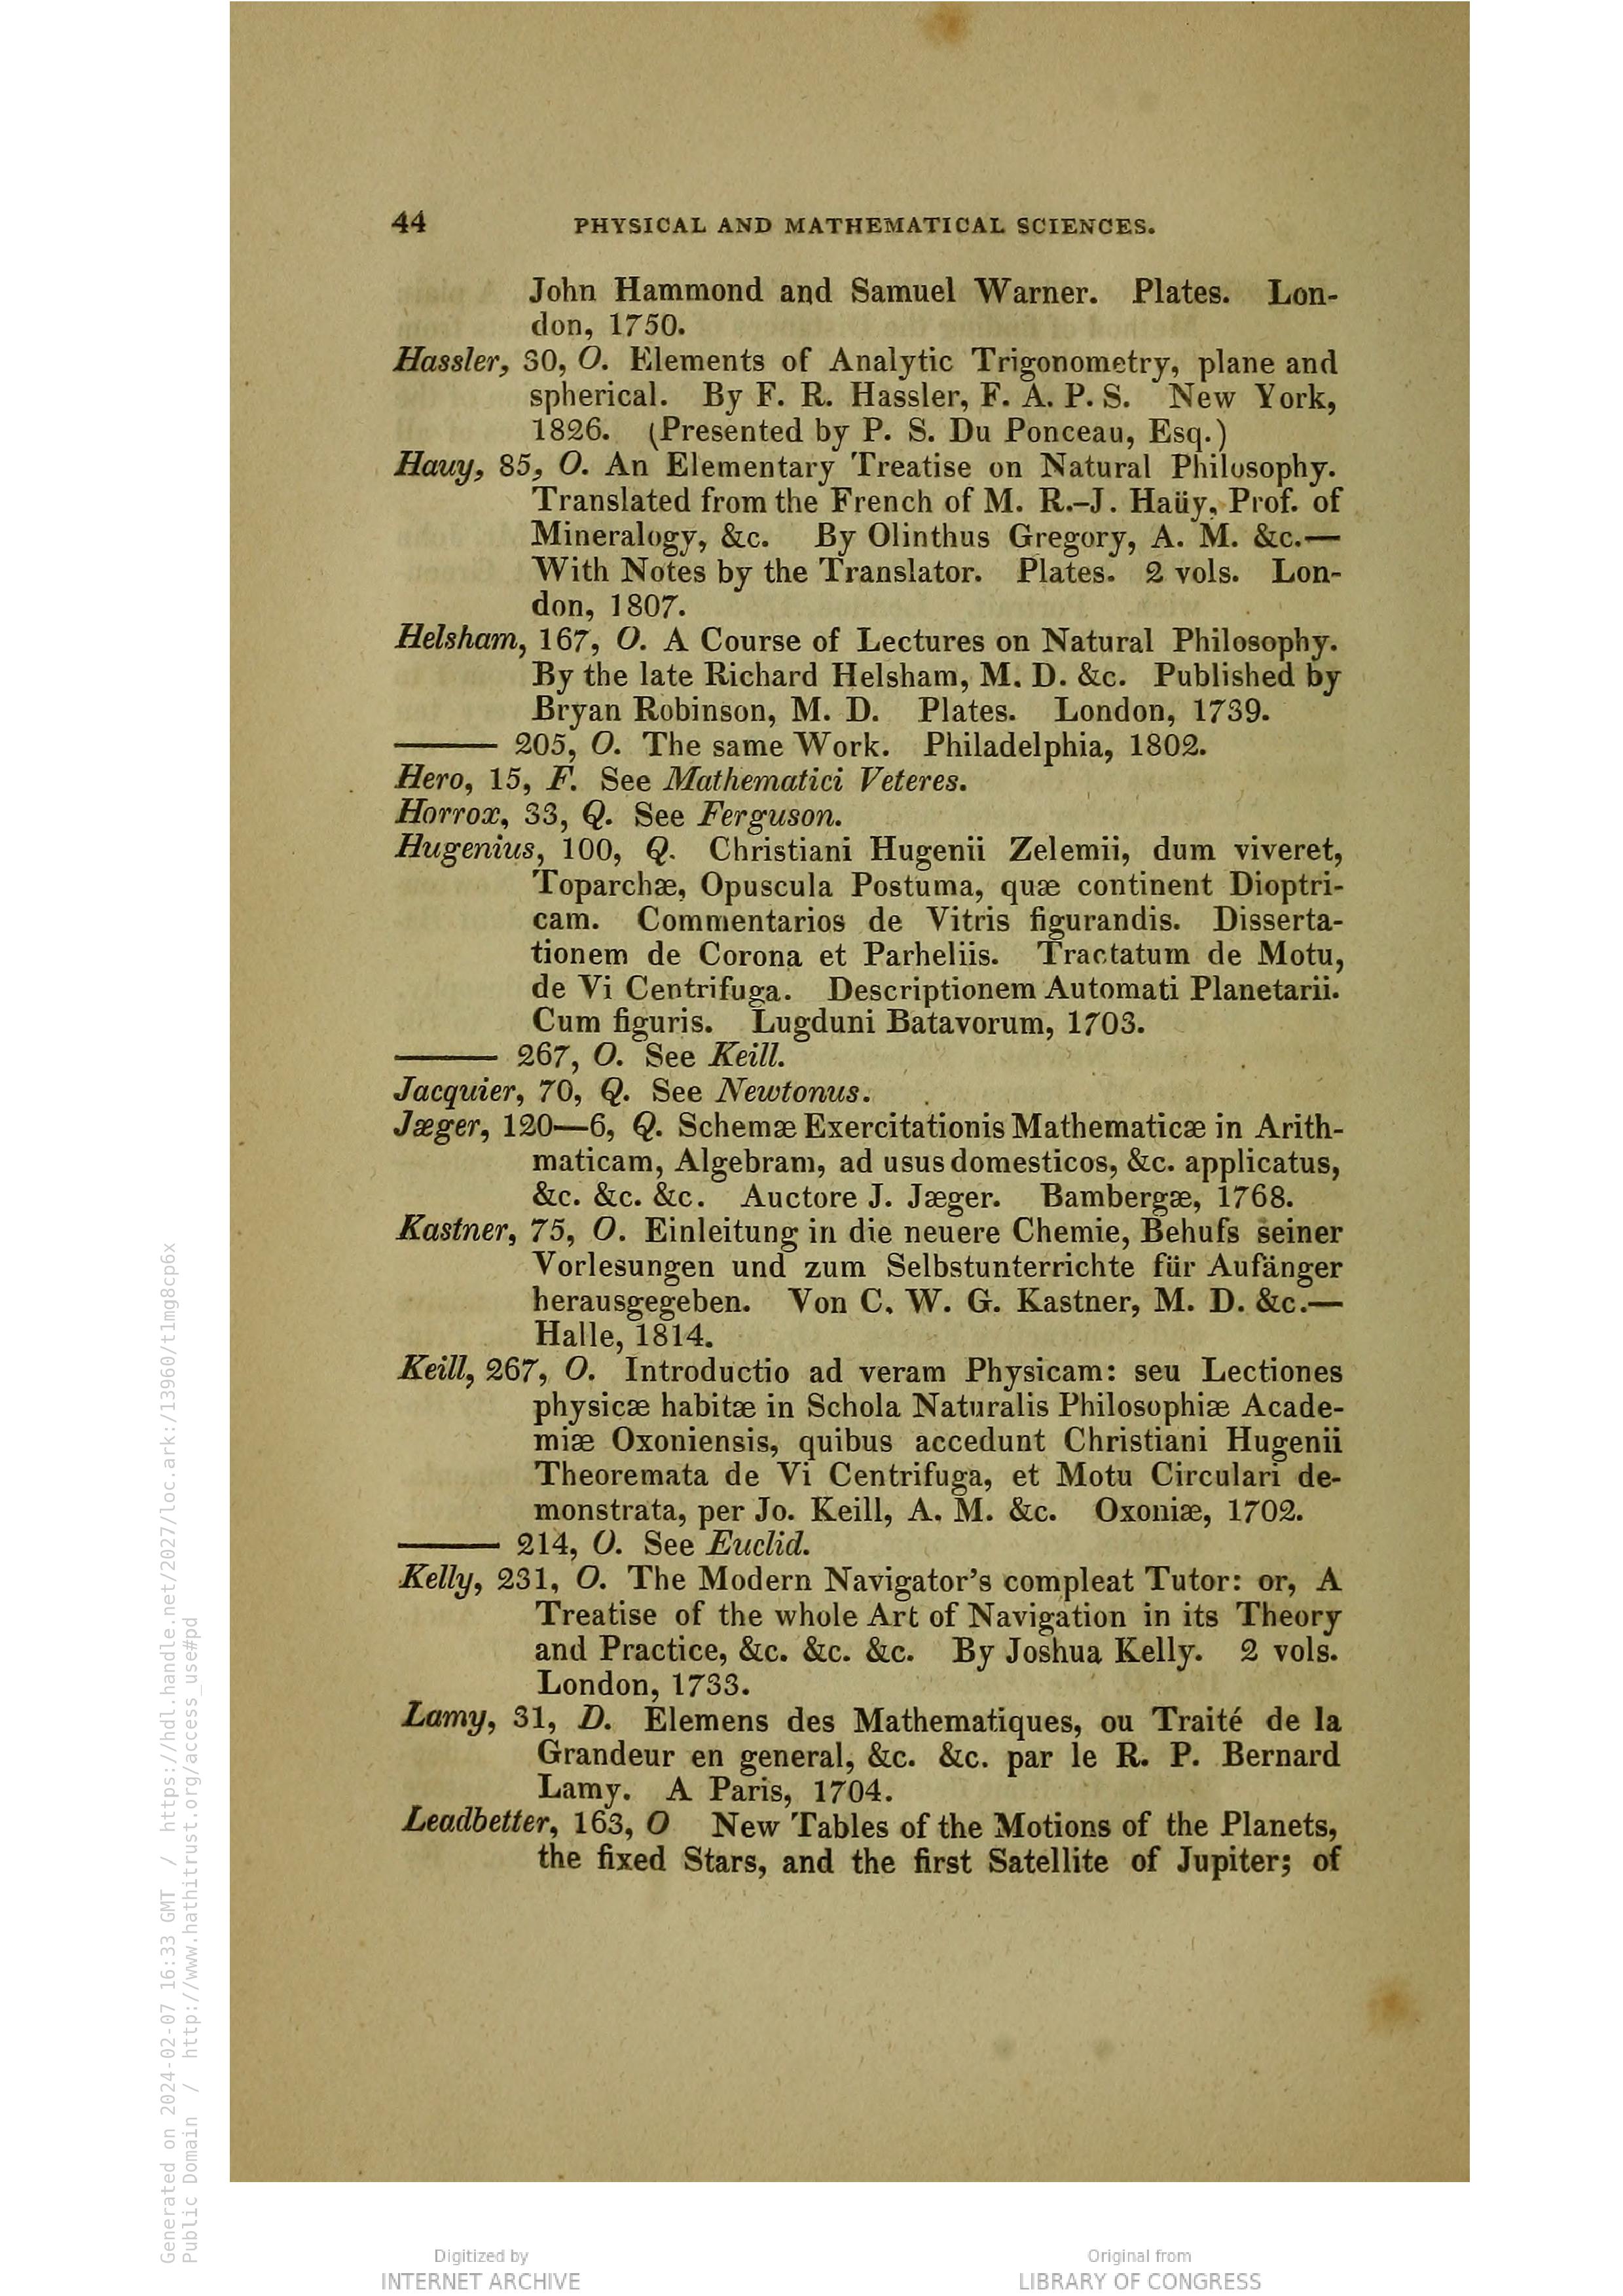 44 PHYSICAL AND MATHEMATICAL SCIENCES.
John Hammond and Samuel Warner. Plates. Lon-
don, 1750.
Hassler, 30, O. Elements of Analytic Trigonometry, plane and
spherical. By F. R. Hassler, F. A. P. S. New York,
1826. (Presented by P. S. Du Ponceau, Esq.)
Hauy, 85, O. An Elementary Treatise on Natural Philosophy.
Translated from the French of M. R.-J. Haüy, Prof. of
Mineralogy, &c. By Olinthus Gregory, A. M. &c.—
With Notes by the Translator. Plates. 2 vols. Lon-
don, 1807.
Helsham, 167, O. A Course of Lectures on Natural Philosophy.
By the late Richard Helsham, M. D. &c. Published by
Bryan Robinson, M. D. Plates. London, 1739.
——— 205, O. The same Work. Philadelphia, 1802.
Hero, 15, F. See Mathematici Veteres.
Horrox, 33, Q. See Ferguson.
Hugenius, 100, Q. Christiani Hugenii Zelemii, dum viveret,
Toparchæ, Opuscula Postuma, quæ continent Dioptri-
cam. Commentarios de Vitris figurandis. Disserta-
tionem de Corona et Parheliis. Tractatum de Motu,
de Vi Centrifuga. Descriptionem Automati Planetarii.
Cum figuris. Lugduni Batavorum, 1703.
——— 267, O. See Keill.
Jacquier, 70, Q. See Newtonus.
Jæger, 120—6, Q. Schemæ Exercitationis Mathematicæ in Arith-
maticam, Algebram, ad usus domesticos, &c. applicatus,
&c. &c. &c. Auctore J. Jæger. Bambergæ, 1768.
Kastner, 75, O. Einleitung in die neuere Chemie, Behufs seiner
Vorlesungen und zum Selbstunterrichte für Aufänger
herausgegeben. Von C. W. G. Kastner, M. D. &c.—
Halle, 1814.
Keill, 267, O. Introductio ad veram Physicam: seu Lectiones
physicæ habitæ in Schola Naturalis Philosophiæ Acade-
miæ Oxoniensis, quibus accedunt Christiani Hugenii
Theoremata de Vi Centrifuga, et Motu Circulari de-
monstrata, per Jo. Keill, A. M. &c. Oxoniæ, 1702.
——— 214, O. See Euclid.
Kelly, 231, O. The Modern Navigator's compleat Tutor: or, A
Treatise of the whole Art of Navigation in its Theory
and Practice, &c. &c. &c. By Joshua Kelly. 2 vols.
London, 1733.
Lamy, 31, D. Elemens des Mathematiques, ou Traité de la
Grandeur en general, &c. &c. par le R. P. Bernard
Lamy. A Paris, 1704.
Leadbetter, 163, O New Tables of the Motions of the Planets,
the fixed Stars, and the first Satellite of Jupiter; of
Generated on 2024-02-07 16:33 GMT / https://hdl.handle.net/2027/loc.ark:/13960/t1mg8cp6x
Public Domain / http://www.hathitrust.org/access_use#pd
Digitized by
INTERNET ARCHIVE
Original from
LIBRARY OF CONGRESS